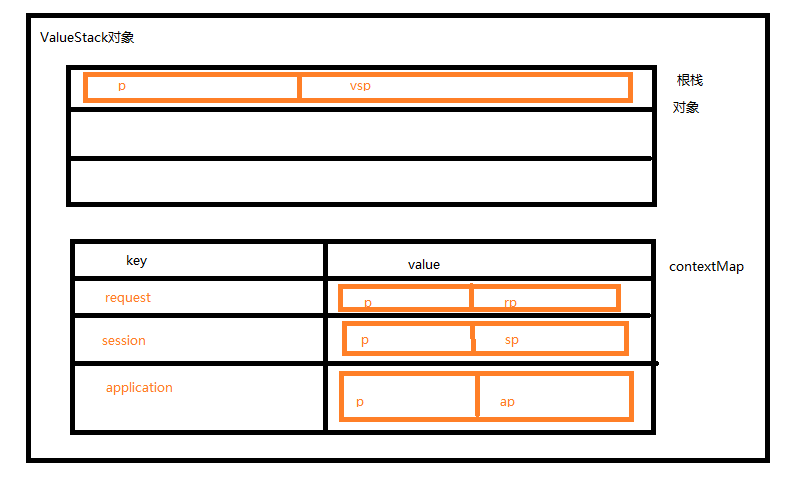 ValueStack对象
p vsp
根栈
对象
key value
contextMap
request p rp
session p sp
application p ap